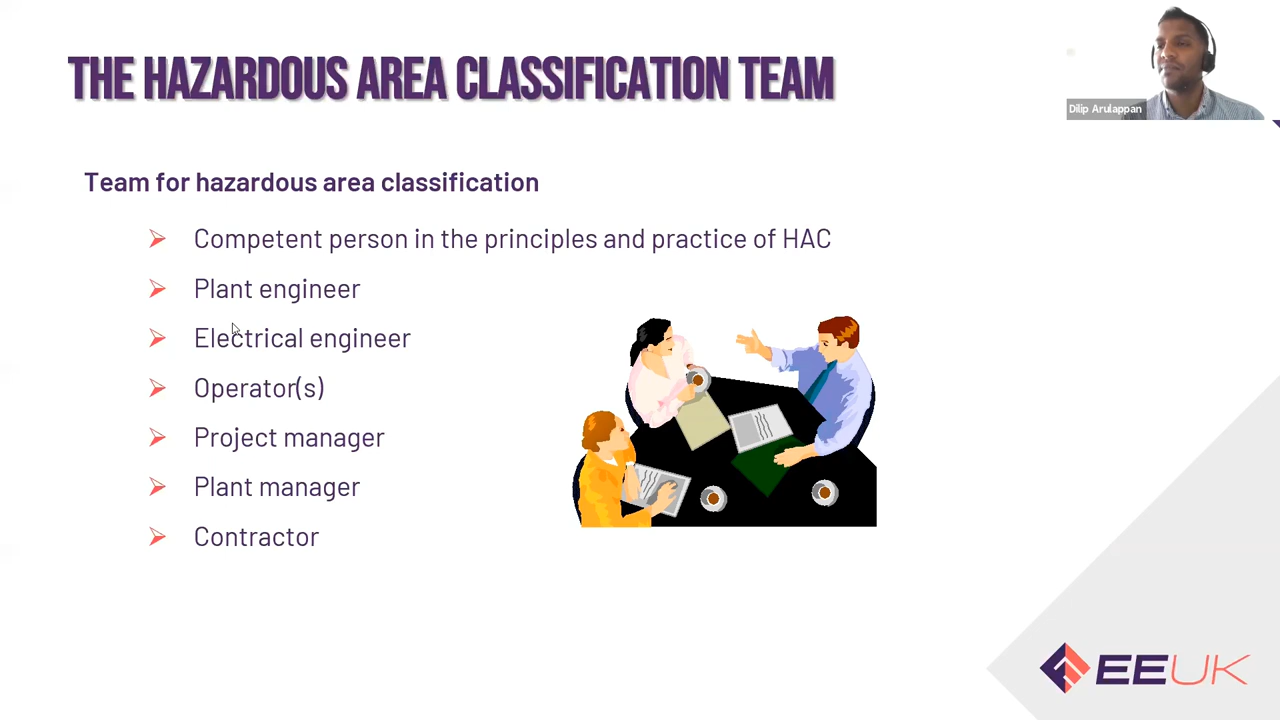 THE HAZARDOUS AREA CLASSIFICATION TEAM
Dilip Arulappan
Team for hazardous area classification
Competent person in the principles and practice of HAC
Plant engineer
Electrical engineer
Operator(s)
Project manager
Plant manager
Contractor
EEUK